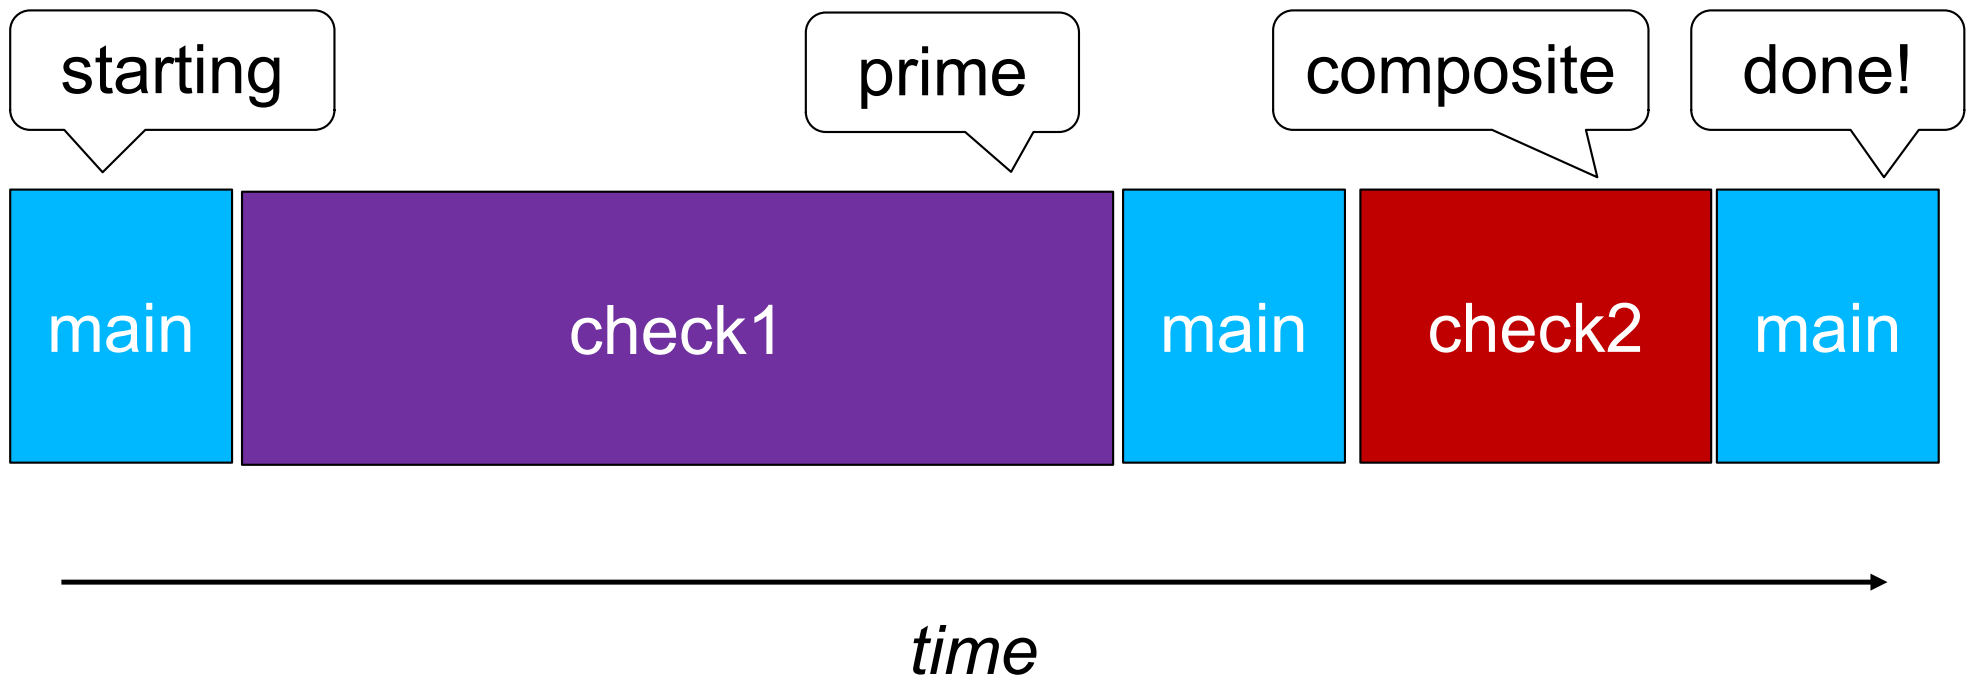 starting
prime
composite
done!
main
check1
main
check2
main
time